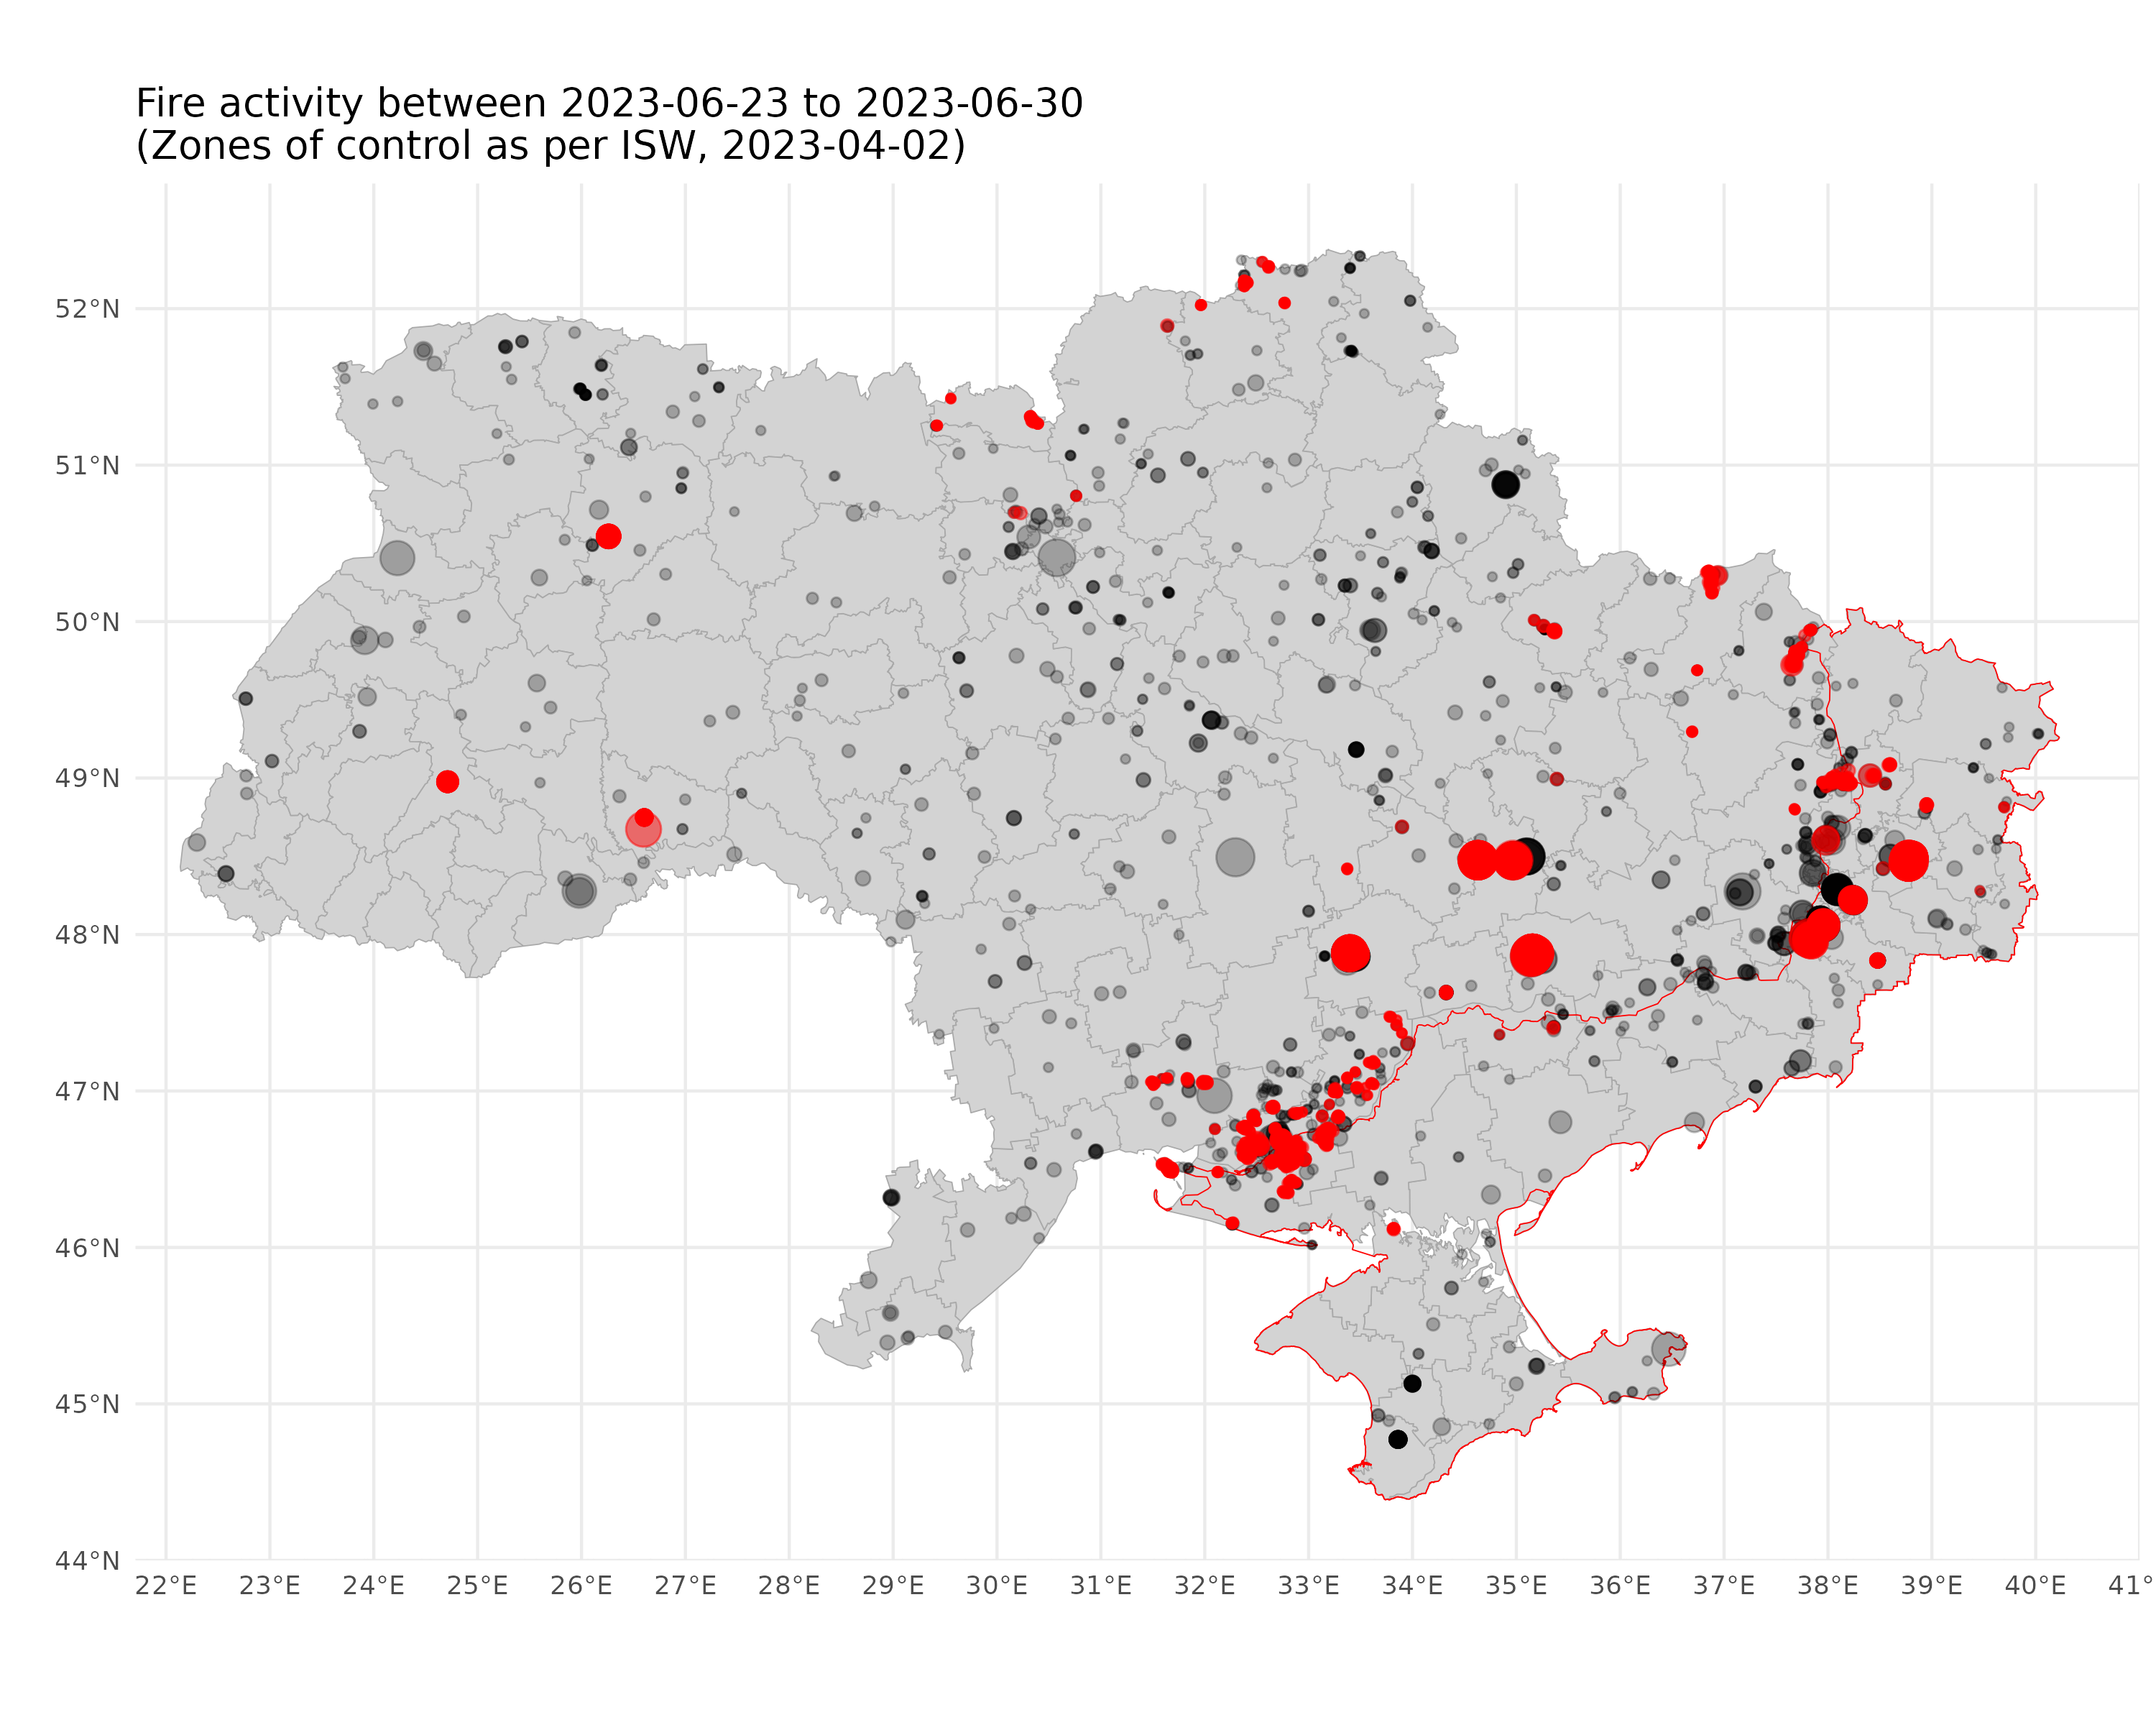 Fire activity between 2023-06-23 to 2023-06-30
(Zones of control as per ISW, 2023-04-02)
52°N
51°N
50°N
49°N
48°N
47°N
46°N
45°N
44°N
22°E 23°E 24°E 25°E 26°E 27°E 28°E 29°E 30°E 31°E 32°E 33°E 34°E 35°E 36°E 37°E 38°E 39°E 40°E 41°